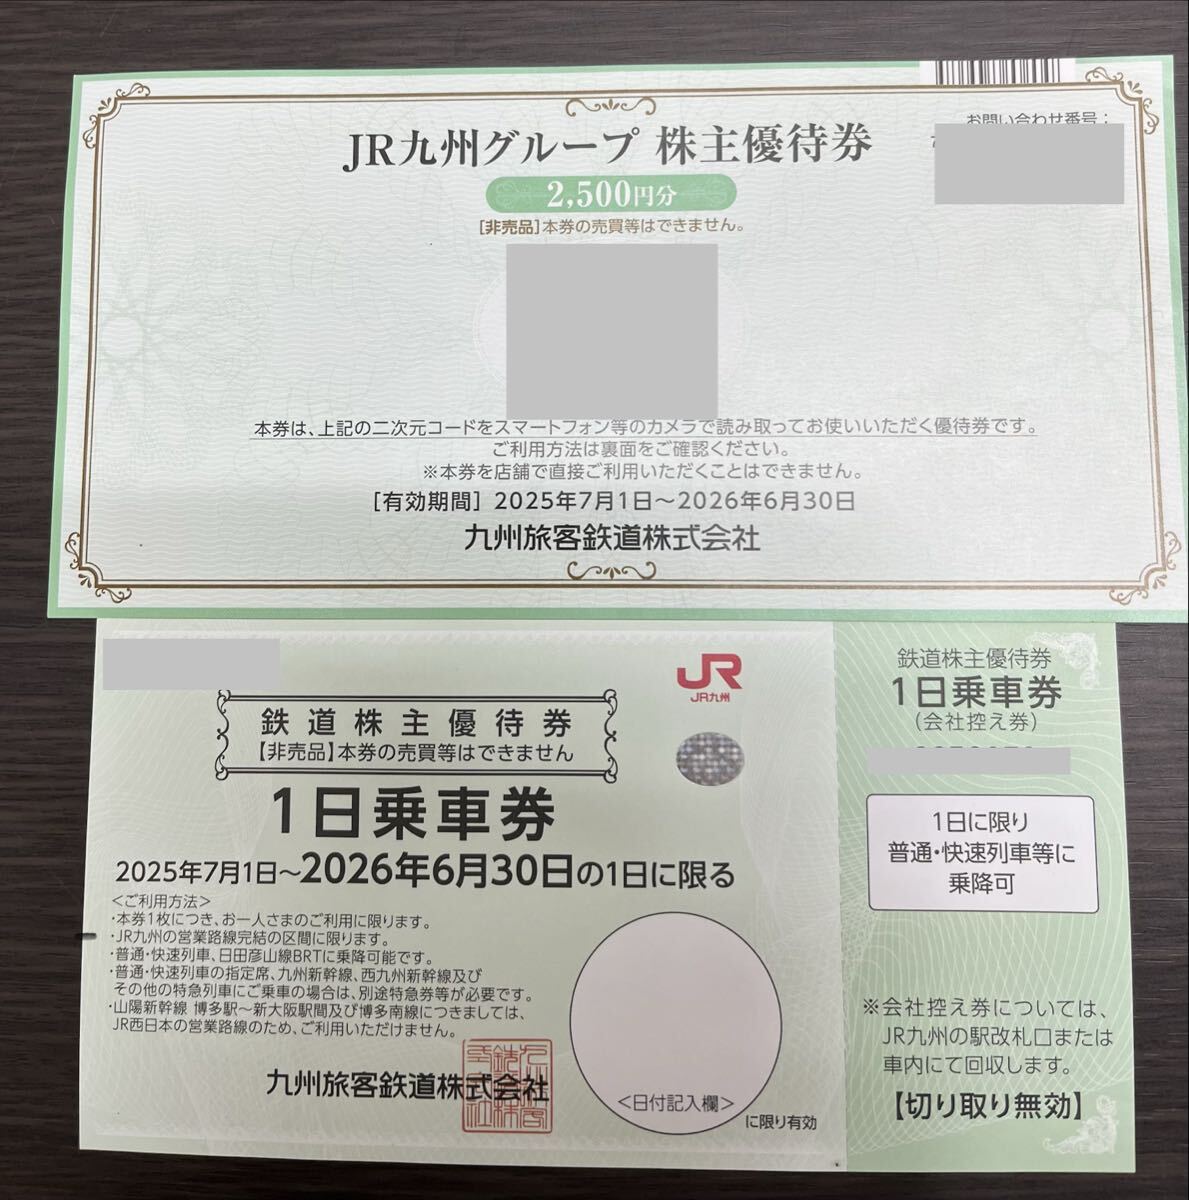 お問い合わせ番号：
JR九州グループ 株主優待券
2,500円分
[非売品]本券の売買等はできません。
本券は、上記の二次元コードをスマートフォン等のカメラで読み取ってお使いいただく優待券です。
ご利用方法は裏面をご確認ください。
※本券を店舗で直接ご利用いただくことはできません。
[有効期間] 2025年7月1日～2026年6月30日
九州旅客鉄道株式会社
JR
JR九州
鉄道株主優待券
【非売品】本券の売買等はできません
1日乗車券
2025年7月1日～2026年6月30日の1日に限る
＜ご利用方法＞
・本券1枚につき、お一人さまのご利用に限ります。
・JR九州の営業路線完結の区間に限ります。
・普通・快速列車、日田彦山線BRTに乗降可能です。
・普通・快速列車の指定席、九州新幹線、西九州新幹線及び
その他の特急列車にご乗車の場合は、別途特急券等が必要です。
・山陽新幹線 博多駅～新大阪駅間及び博多南線につきましては、
JR西日本の営業路線のため、ご利用いただけません。
九州旅客鉄道株式会社
＜日付記入欄＞
に限り有効
鉄道株主優待券
1日乗車券
（会社控え券）
1日に限り
普通・快速列車等に
乗降可
※会社控え券については、
JR九州の駅改札口または
車内にて回収します。
【切り取り無効】